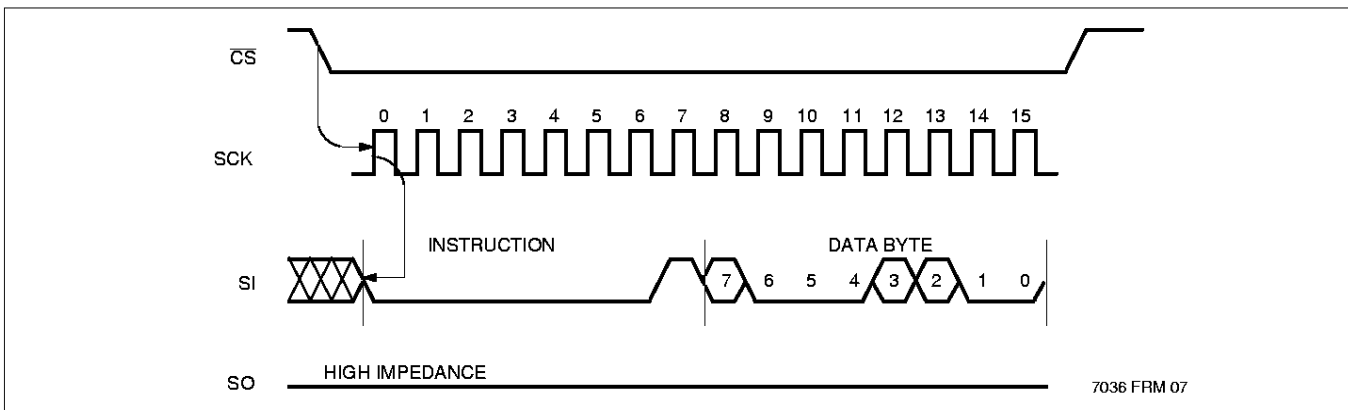 CS
0 1 2 3 4 5 6 7 8 9 10 11 12 13 14 15
SCK
INSTRUCTION DATA BYTE
SI 7 6 5 4 3 2 1 0
HIGH IMPEDANCE
SO
7036 FRM 07